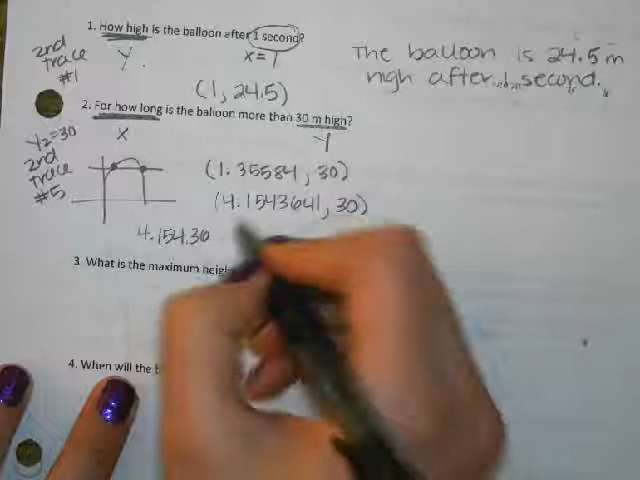 1. How high is the balloon after 1 second?
2nd
trace
#1
y.
x=1
(1, 24.5)
The balloon is 24.5 m
high after 1 second.
2. For how long is the balloon more than 30 m high?
Y2=30
2nd
trace
#5
X
Y
(1.35584, 30)
(4.1543641, 30)
4.154.30
3. What is the maximum heigh
4. When will the b